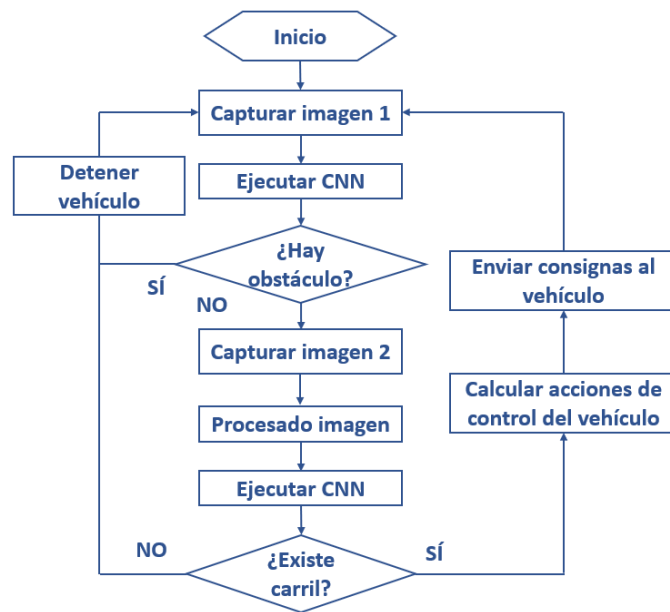 Inicio
Capturar imagen 1
Detener
vehículo
Ejecutar CNN
¿Hay
obstáculo?
SÍ
NO
Enviar consignas al
vehículo
Capturar imagen 2
Calcular acciones de
control del vehículo
Procesado imagen
Ejecutar CNN
NO
¿Existe
carril?
SÍ